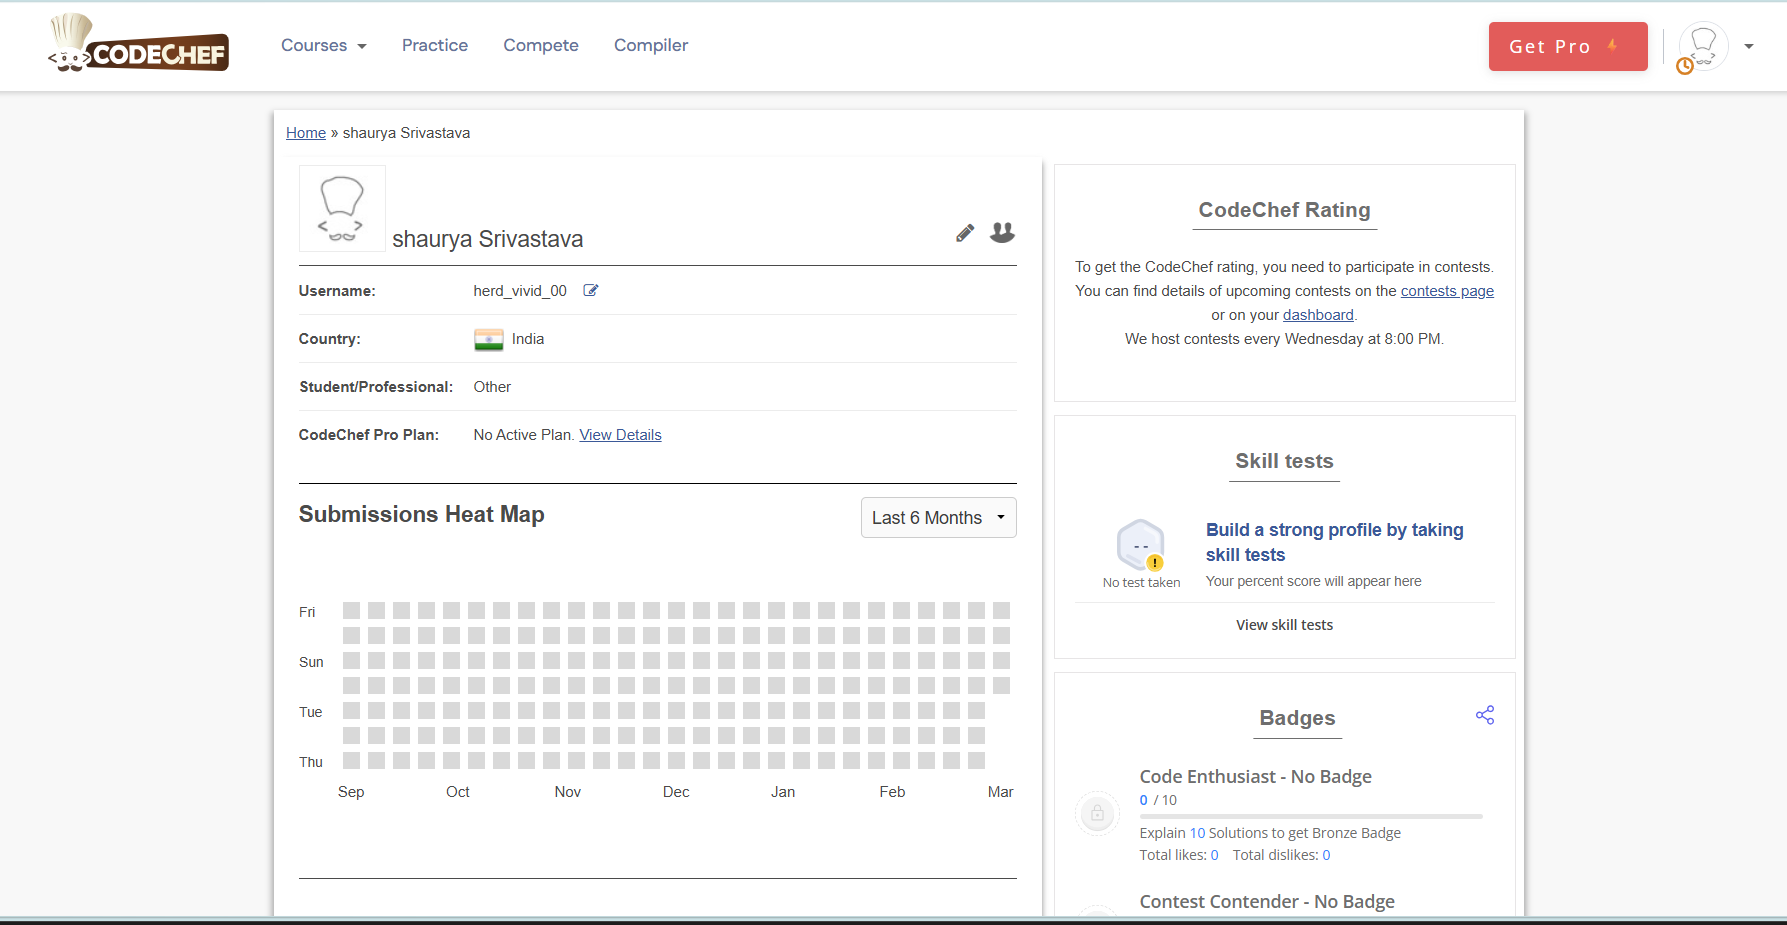 CODECHEF
Courses
Practice
Compete
Compiler
Get Pro
Home » shaurya Srivastava
shaurya Srivastava
Username: herd_vivid_00
Country: India
Student/Professional: Other
CodeChef Pro Plan: No Active Plan. View Details
Submissions Heat Map
Last 6 Months
Fri
Sun
Tue
Thu
Sep Oct Nov Dec Jan Feb Mar
CodeChef Rating
To get the CodeChef rating, you need to participate in contests.
You can find details of upcoming contests on the contests page
or on your dashboard.
We host contests every Wednesday at 8:00 PM.
Skill tests
--
!
No test taken
Build a strong profile by taking
skill tests
Your percent score will appear here
View skill tests
Badges
Code Enthusiast - No Badge
0 / 10
Explain 10 Solutions to get Bronze Badge
Total likes: 0 Total dislikes: 0
Contest Contender - No Badge